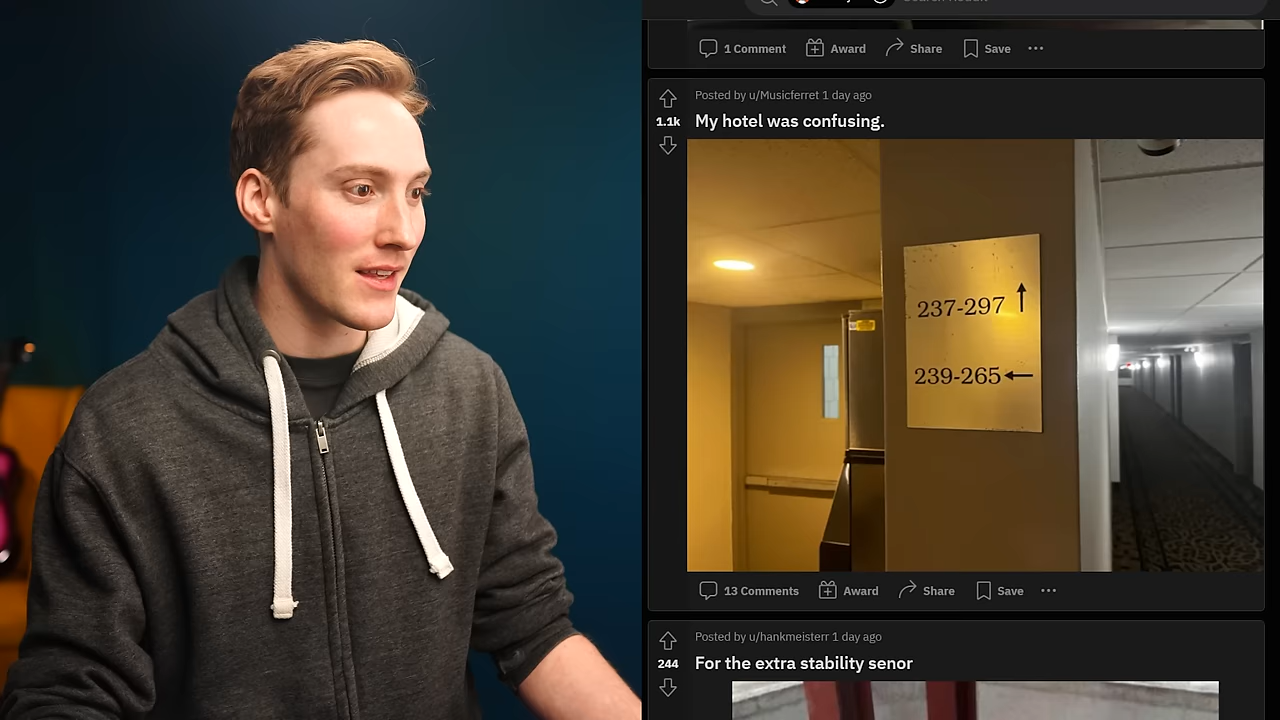 1 Comment Award Share Save
Posted by u/Musicferret 1 day ago
1.1k My hotel was confusing.
237-297 ↑
239-265 ←
13 Comments Award Share Save
Posted by u/hankmeisterr 1 day ago
244 For the extra stability senor